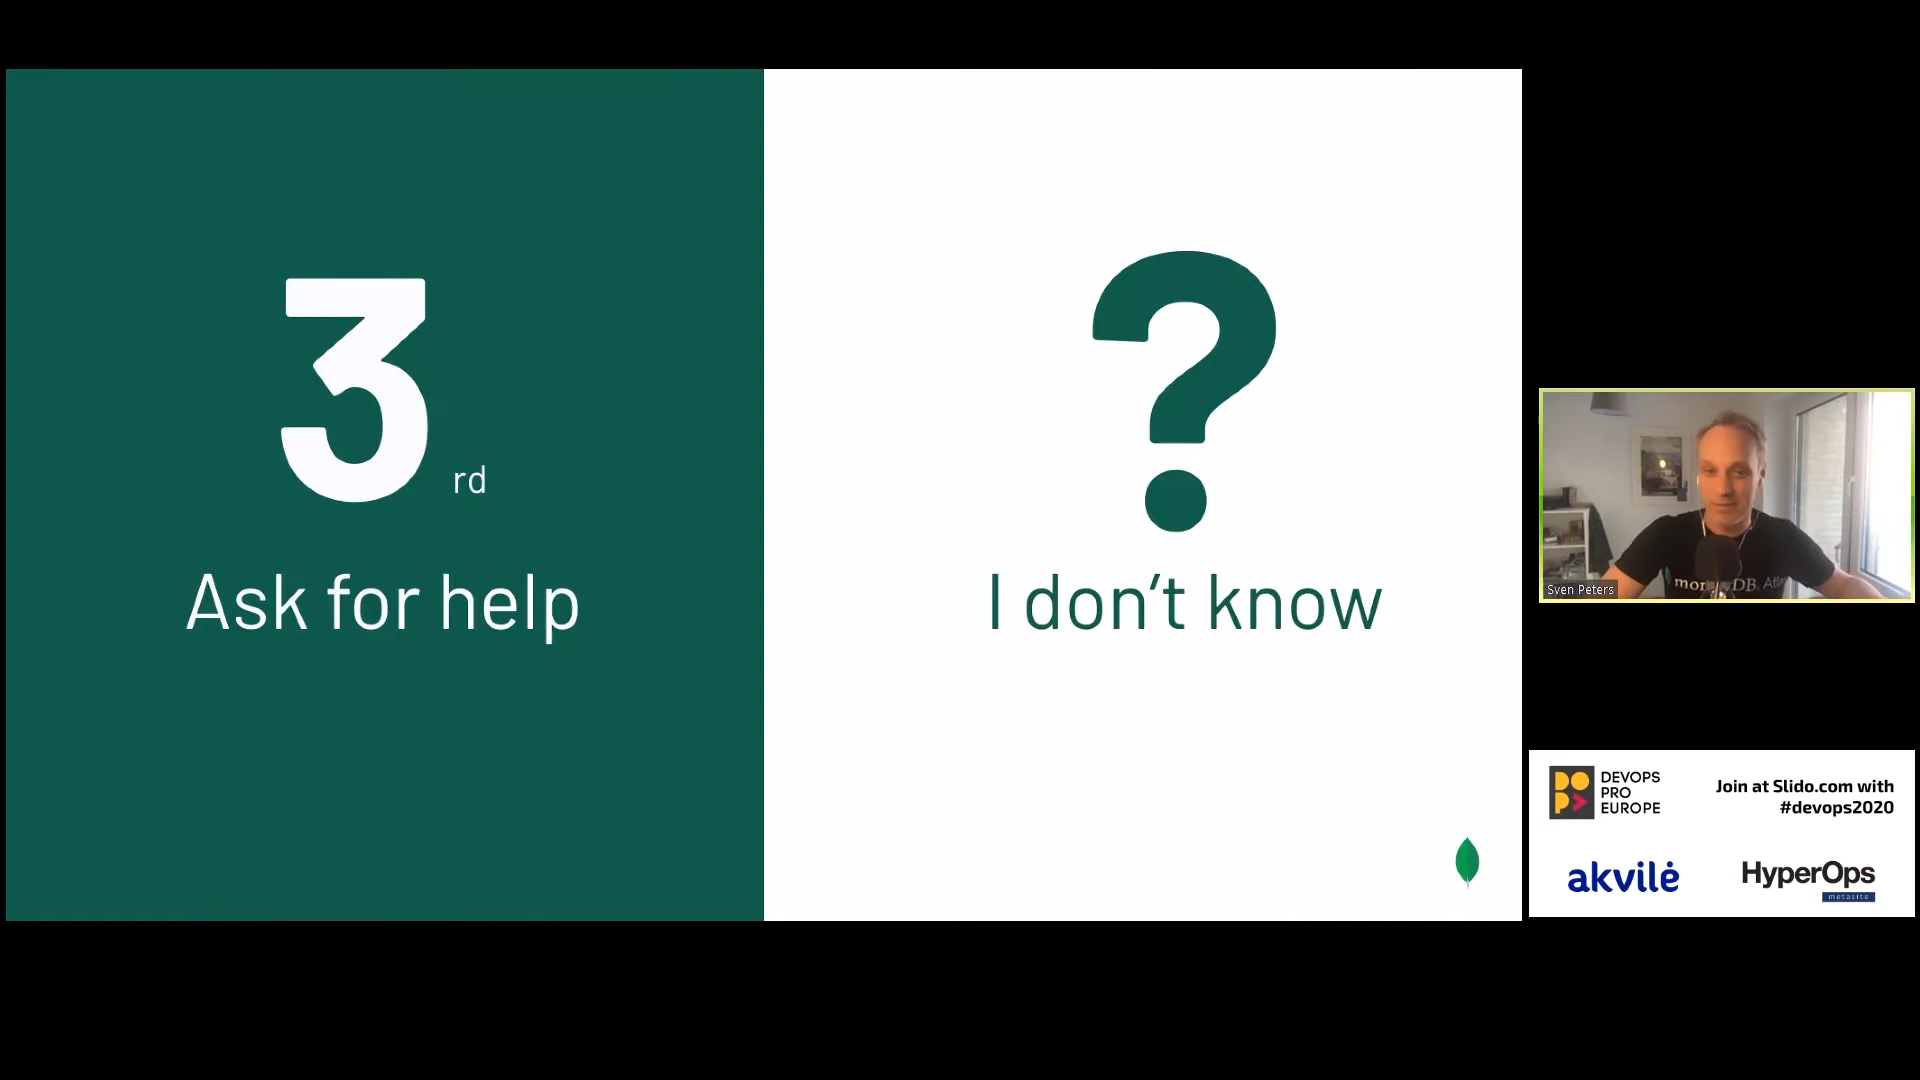 3
rd
Ask for help
?
I don't know
Sven Peters
DEVOPS
PRO
EUROPE
Join at Slido.com with
#devops2020
akvilė
HyperOps
metasite